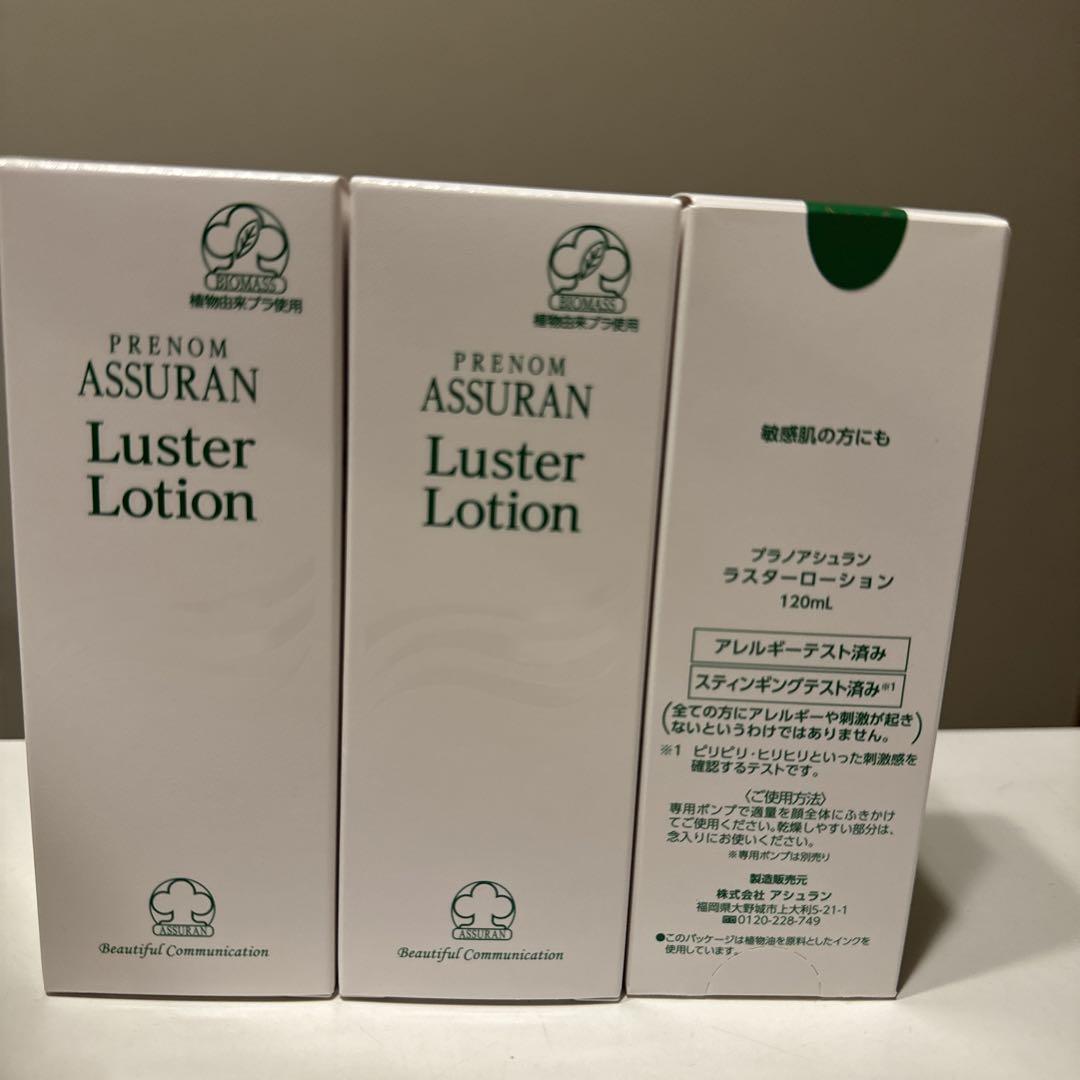 BIOMASS
植物由来プラ使用
PRENOM
ASSURAN
Luster
Lotion
ASSURAN
Beautiful Communication
BIOMASS
植物由来プラ使用
PRENOM
ASSURAN
Luster
Lotion
ASSURAN
Beautiful Communication
敏感肌の方にも
プラノアシュラン
ラスターローション
120mL
アレルギーテスト済み
スティンギングテスト済み※1
(全ての方にアレルギーや刺激が起き
ないというわけではありません。)
※1 ピリピリ・ヒリヒリといった刺激感を
確認するテストです。
〈ご使用方法〉
専用ポンプで適量を顔全体にふきかけ
てご使用ください。乾燥しやすい部分は、
念入りにお使いください。
※専用ポンプは別売り
製造販売元
株式会社 アシュラン
福岡県大野城市上大利5-21-1
0120-228-749
●このパッケージは植物油を原料としたインクを
使用しています。